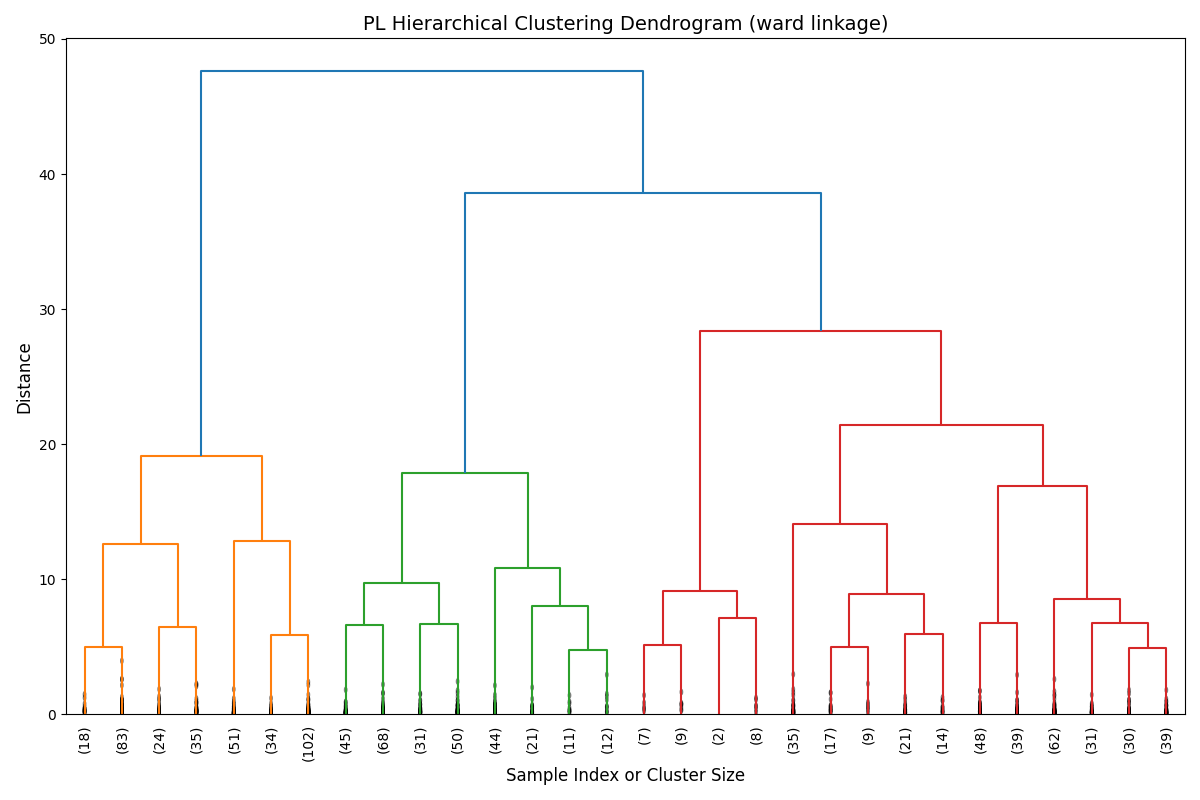 PL Hierarchical Clustering Dendrogram (ward linkage)
50
40
30
20
10
0
Distance
(18) (83) (24) (35) (51) (34) (102) (45) (68) (31) (50) (44) (21) (11) (12) (7) (9) (2) (8) (35) (17) (9) (21) (14) (48) (39) (62) (31) (30) (39)
Sample Index or Cluster Size